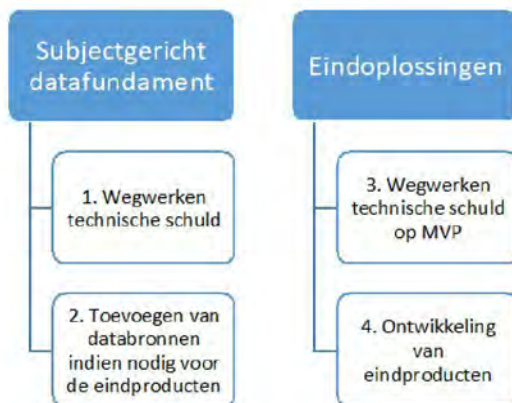 Subjectgericht
datafundament
1. Wegwerken
technische schuld
2. Toevoegen van
databronnen
indien nodig voor
de eindproducten
Eindoplossingen
3. Wegwerken
technische schuld
op MVP
4. Ontwikkeling
van
eindproducten